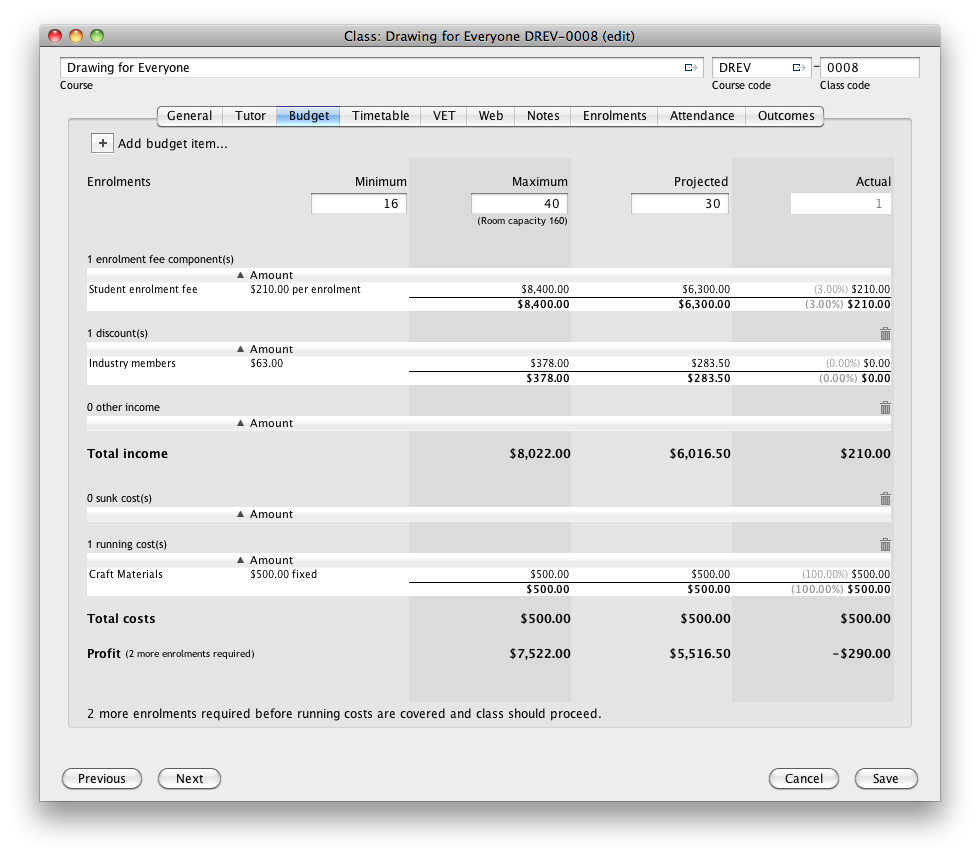 Class: Drawing for Everyone DREV-0008 (edit)
Drawing for Everyone DREV - 0008
Course Course code Class code
General Tutor Budget Timetable VET Web Notes Enrolments Attendance Outcomes
+ Add budget item...
Enrolments Minimum Maximum Projected Actual
16 40 30 1
(Room capacity 160)
1 enrolment fee component(s)
▲ Amount
Student enrolment fee $210.00 per enrolment $8,400.00 $6,300.00 (3.00%) $210.00
$8,400.00 $6,300.00 (3.00%) $210.00
1 discount(s)
▲ Amount
Industry members $63.00 $378.00 $283.50 (0.00%) $0.00
$378.00 $283.50 (0.00%) $0.00
0 other income
▲ Amount
Total income $8,022.00 $6,016.50 $210.00
0 sunk cost(s)
▲ Amount
1 running cost(s)
▲ Amount
Craft Materials $500.00 fixed $500.00 $500.00 (100.00%) $500.00
$500.00 $500.00 (100.00%) $500.00
Total costs $500.00 $500.00 $500.00
Profit (2 more enrolments required) $7,522.00 $5,516.50 -$290.00
2 more enrolments required before running costs are covered and class should proceed.
Previous Next Cancel Save